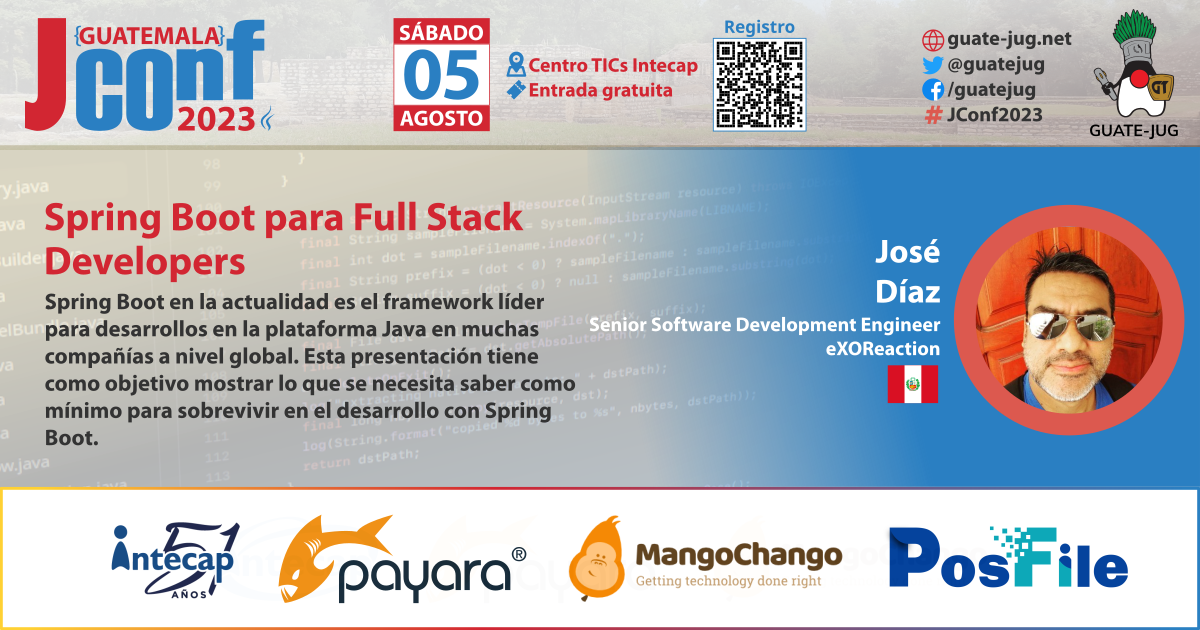 {GUATEMALA}
JConf
2023
SÁBADO
05
AGOSTO
Centro TICs Intecap
Entrada gratuita
Registro
guate-jug.net
@guatejug
/guatejug
# JConf2023
GT
GUATE-JUG
Spring Boot para Full Stack
Developers
Spring Boot en la actualidad es el framework líder
para desarrollos en la plataforma Java en muchas
compañías a nivel global. Esta presentación tiene
como objetivo mostrar lo que se necesita saber como
mínimo para sobrevivir en el desarrollo con Spring
Boot.
José
Díaz
Senior Software Development Engineer
eXOReaction
intecap 51
AÑOS
payara®
MangoChango
Getting technology done right
PosFile